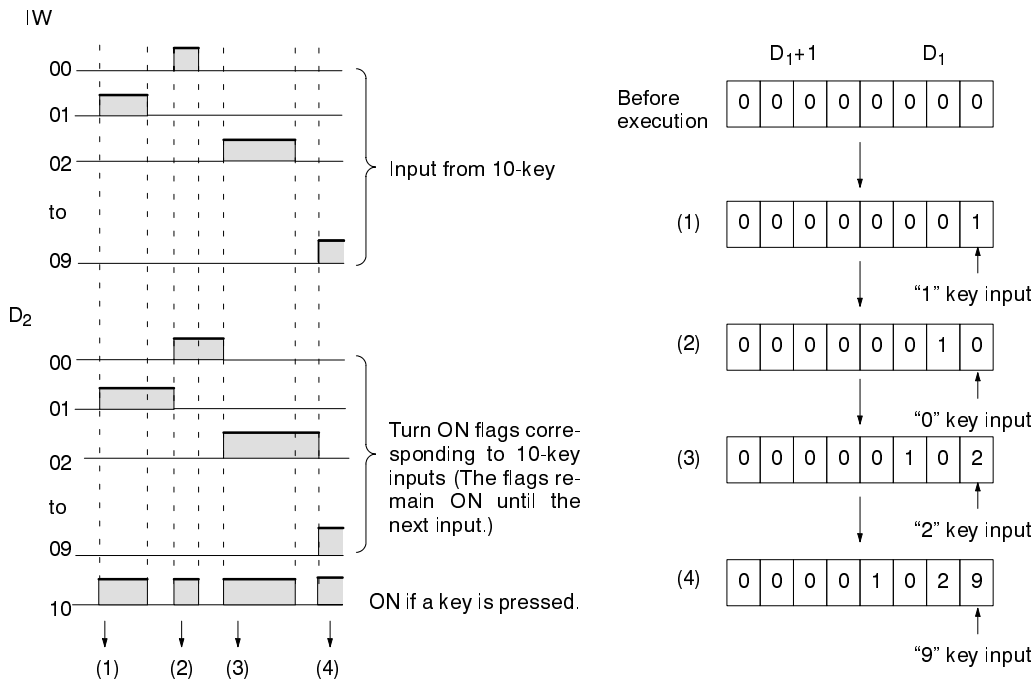 IW
00
01
02
to
09
Input from 10-key
D2
00
01
02
to
09
10
Turn ON flags corre-
sponding to 10-key
inputs (The flags re-
main ON until the
next input.)
ON if a key is pressed.
(1) (2) (3) (4)
D1+1 D1
Before
execution
0 0 0 0 0 0 0 0
(1) 0 0 0 0 0 0 0 1
“1” key input
(2) 0 0 0 0 0 0 1 0
“0” key input
(3) 0 0 0 0 0 1 0 2
“2” key input
(4) 0 0 0 0 1 0 2 9
“9” key input